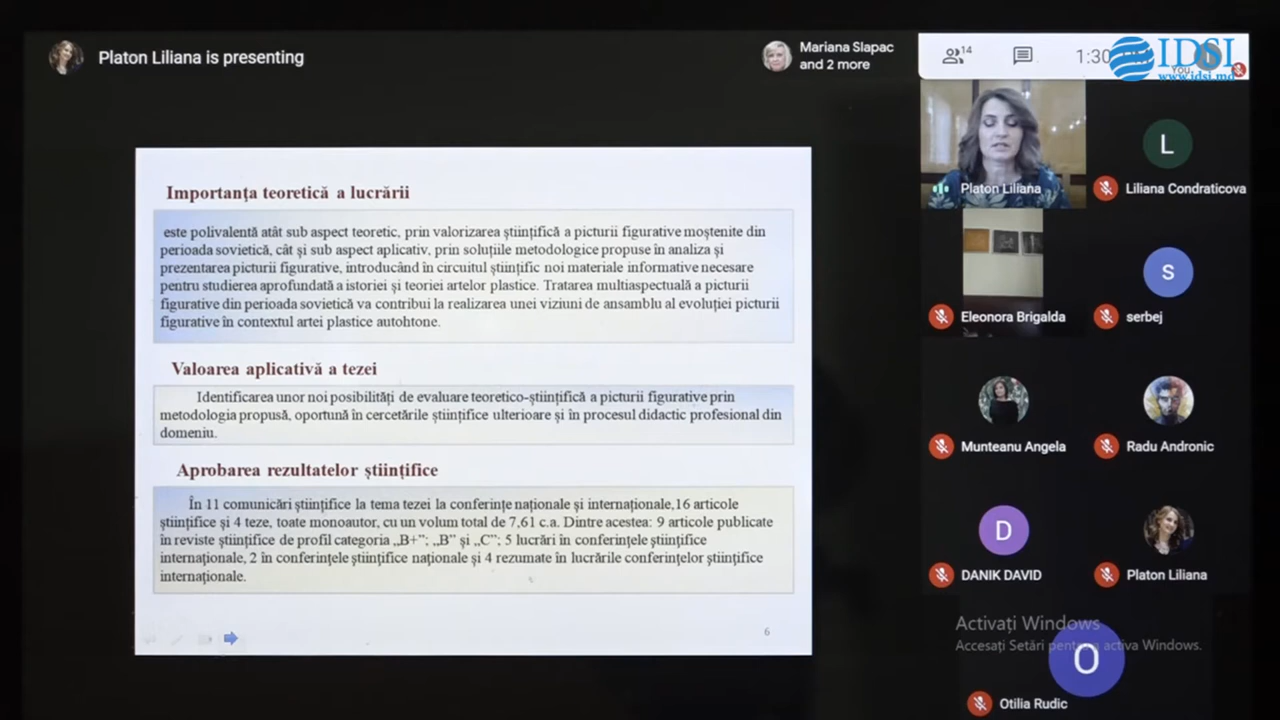 Platon Liliana is presenting
Mariana Slapac
and 2 more
14
1:30
IDSI
www.idsi.md
Importanța teoretică a lucrării
este polivalentă atât sub aspect teoretic, prin valorizarea științifică a picturii figurative moștenite din
perioada sovietică, cât și sub aspect aplicativ, prin soluțiile metodologice propuse în analiza și
prezentarea picturii figurative, introducând în circuitul științific noi materiale informative necesare
pentru studierea aprofundată a istoriei și teoriei artelor plastice. Tratarea multiaspectuală a picturii
figurative din perioada sovietică va contribui la realizarea unei viziuni de ansamblu al evoluției picturii
figurative în contextul artei plastice autohtone.
Valoarea aplicativă a tezei
Identificarea unor noi posibilități de evaluare teoretico-științifică a picturii figurative prin
metodologia propusă, oportună în cercetările științifice ulterioare și în procesul didactic profesional din
domeniu.
Aprobarea rezultatelor științifice
În 11 comunicări științifice la tema tezei la conferințe naționale și internaționale,16 articole
științifice și 4 teze, toate monoautor, cu un volum total de 7,61 c.a. Dintre acestea: 9 articole publicate
în reviste științifice de profil categoria „B+”; „B” și „C”; 5 lucrări în conferințele științifice
internaționale, 2 în conferințele științifice naționale și 4 rezumate în lucrările conferințelor științifice
internaționale.
6
Platon Liliana
L
Liliana Condraticova
Eleonora Brigalda
S
serbej
Munteanu Angela
Radu Andronic
D
DANIK DAVID
Platon Liliana
Activați Windows
Accesați Setări pentru a activa Windows.
O
Otilia Rudic